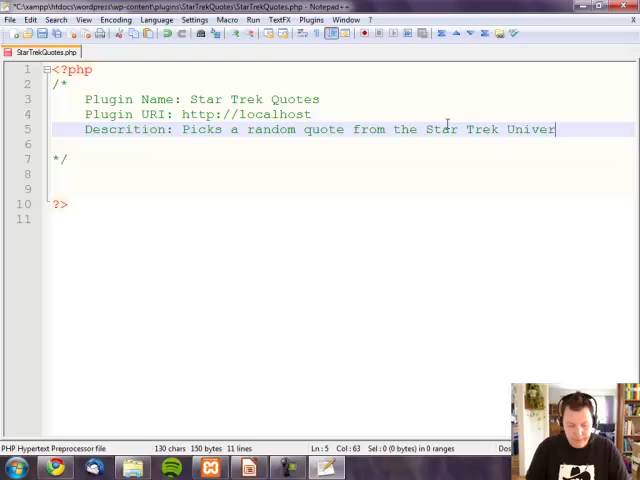 *C:\xampp\htdocs\wordpress\wp-content\plugins\StarTrekQuotes\StarTrekQuotes.php - Notepad++
File Edit Search View Encoding Language Settings Macro Run TextFX Plugins Window ? X
StarTrekQuotes.php
1 <?php
2 /*
3 Plugin Name: Star Trek Quotes
4 Plugin URI: http://localhost
5 Descrition: Picks a random quote from the Star Trek Univer
6
7 */
8
9
10 ?>
11
PHP Hypertext Preprocessor file 130 chars 150 bytes 11 lines Ln : 5 Col : 63 Sel : 0 (0 bytes) in 0 ranges Dos